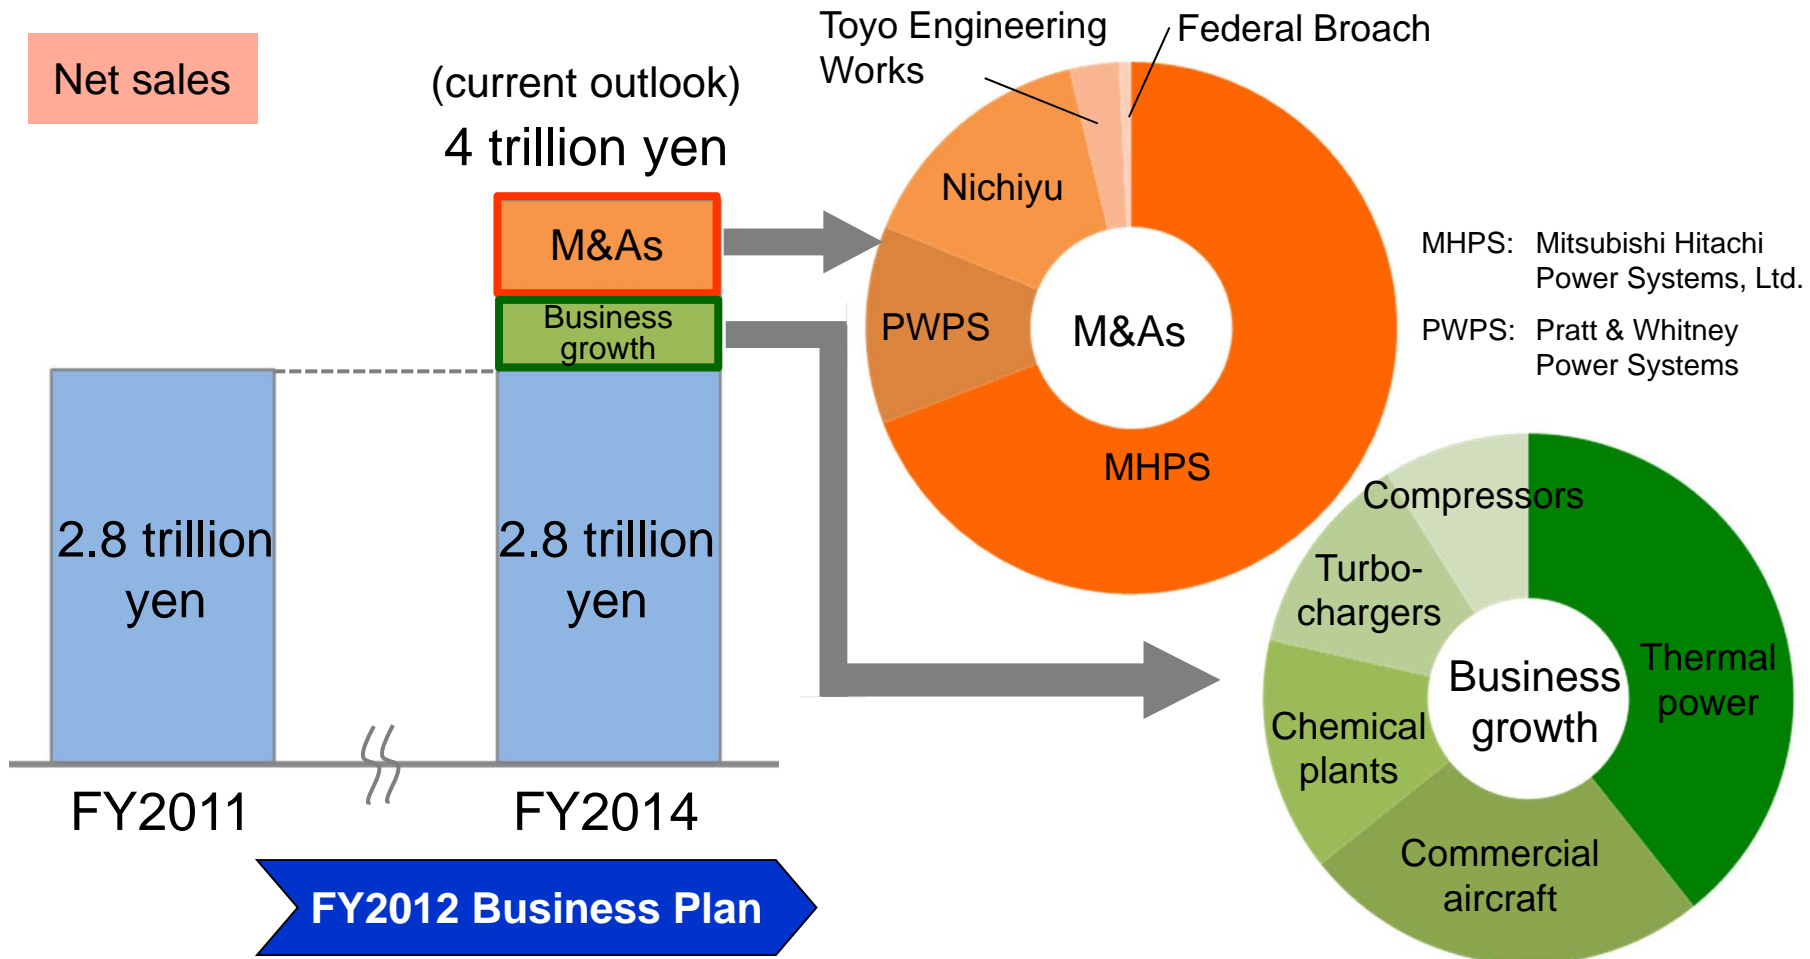 Net sales
(current outlook)
4 trillion yen
M&As
Business
growth
2.8 trillion
yen
2.8 trillion
yen
FY2011
FY2014
FY2012 Business Plan
Toyo Engineering
Works
Federal Broach
Nichiyu
PWPS
M&As
MHPS
MHPS: Mitsubishi Hitachi
Power Systems, Ltd.
PWPS: Pratt & Whitney
Power Systems
Compressors
Turbo-
chargers
Thermal
power
Business
growth
Chemical
plants
Commercial
aircraft